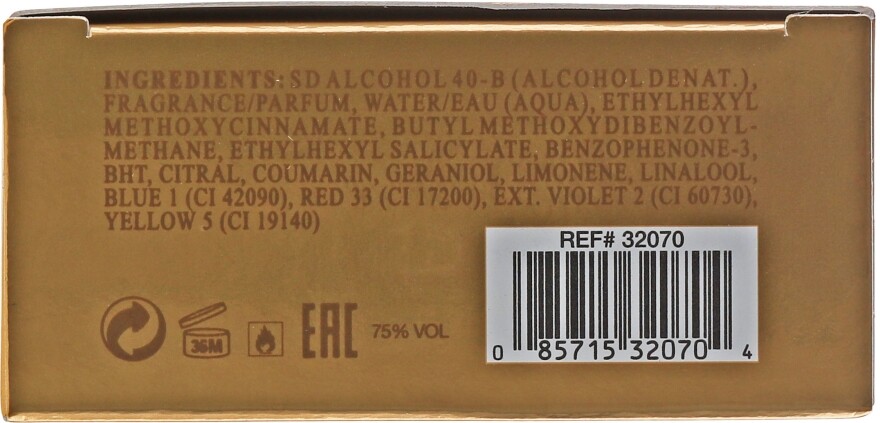 INGREDIENTS: SD ALCOHOL 40-B (ALCOHOL DENAT.),
FRAGRANCE/PARFUM, WATER/EAU (AQUA), ETHYLHEXYL
METHOXYCINNAMATE, BUTYL METHOXYDIBENZOYL-
METHANE, ETHYLHEXYL SALICYLATE, BENZOPHENONE-3,
BHT, CITRAL, COUMARIN, GERANIOL, LIMONENE, LINALOOL,
BLUE 1 (CI 42090), RED 33 (CI 17200), EXT. VIOLET 2 (CI 60730),
YELLOW 5 (CI 19140)
REF# 32070
0 85715 32070 4
36M
EAC
75% VOL